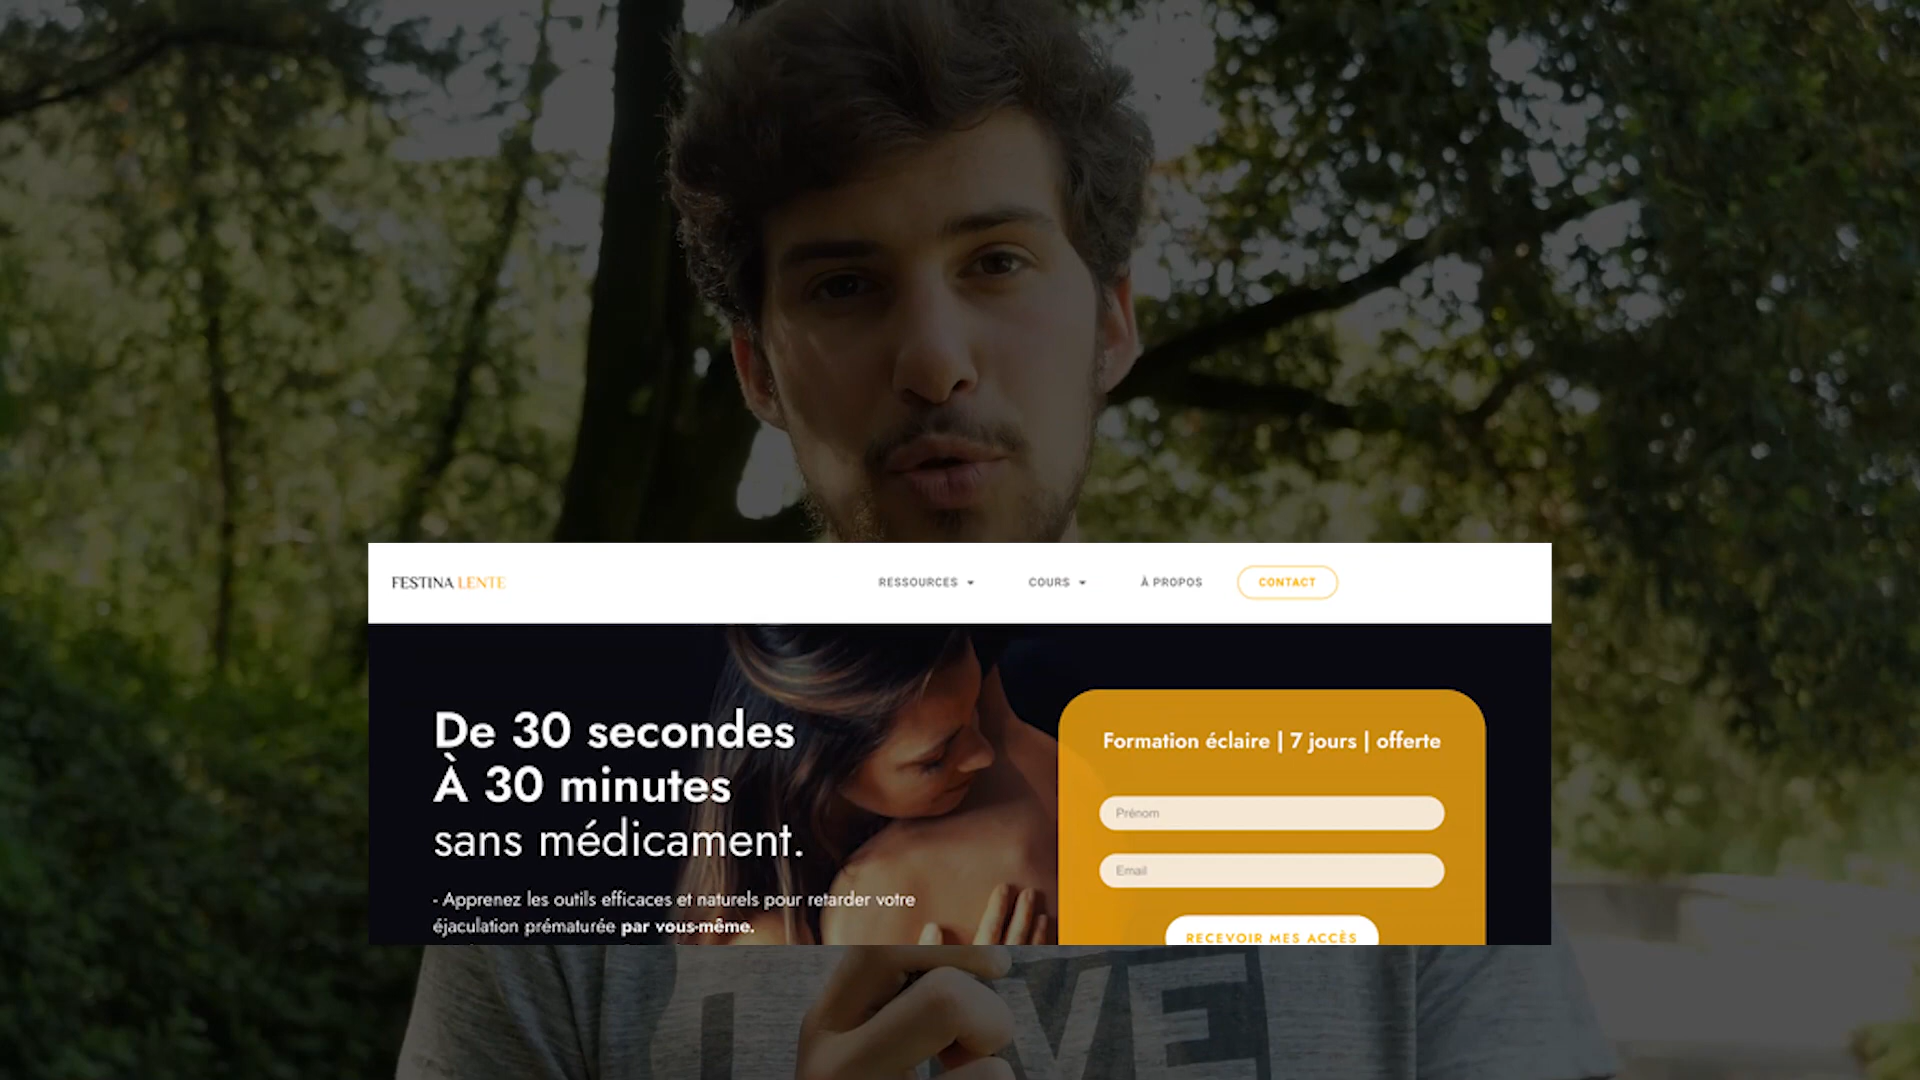 FESTINA LENTE
RESSOURCES
COURS
À PROPOS
CONTACT
De 30 secondes
À 30 minutes
sans médicament.
- Apprenez les outils efficaces et naturels pour retarder votre
éjaculation prématurée par vous-même.
Formation éclaire | 7 jours | offerte
Prénom
Email
RECEVOIR MES ACCÈS